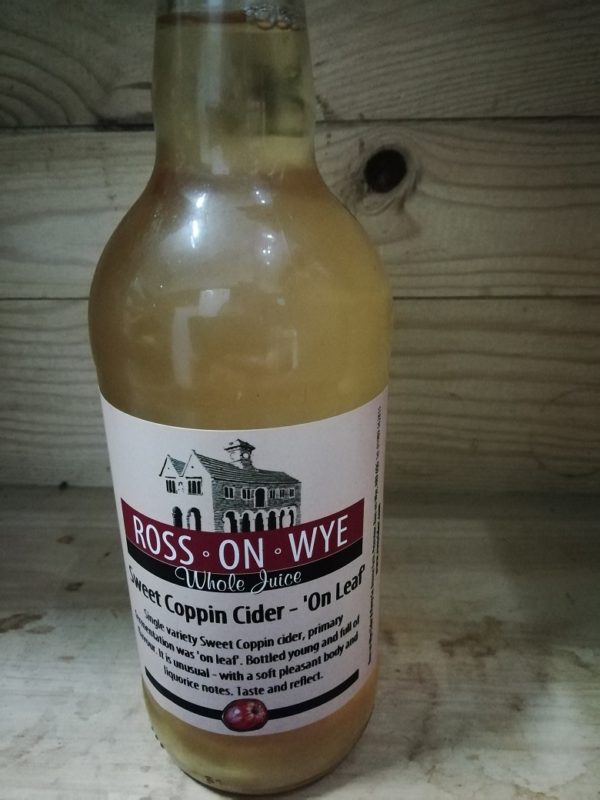 ROSS · ON · WYE
Whole Juice
Sweet Coppin Cider - 'On Leaf'
Single variety Sweet Coppin cider, primary
fermentation was 'on leaf'. Bottled young and full of
flavour. It is unusual - with a soft pleasant body and
liquorice notes. Taste and reflect.